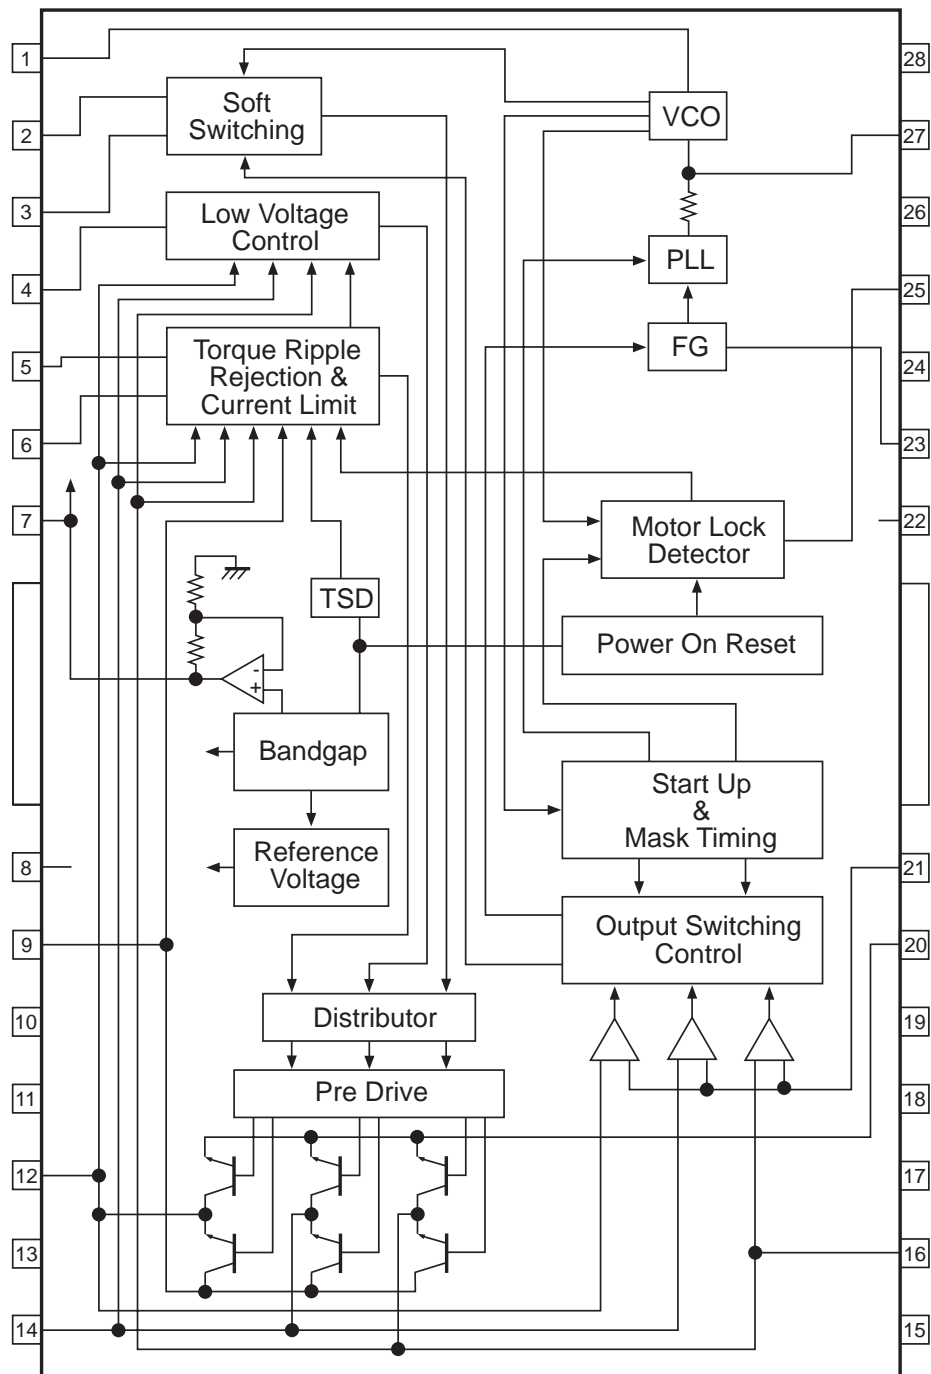 1
28
Soft
Switching
VCO
2
27
3
26
Low Voltage
Control
PLL
4
25
FG
Torque Ripple
Rejection &
Current Limit
5
24
6
23
7
22
Motor Lock
Detector
TSD
Power On Reset
-
+
Bandgap
Start Up
&
Mask Timing
Reference
Voltage
8
21
Output Switching
Control
9
20
Distributor
10
19
Pre Drive
11
18
12
17
13
16
14
15